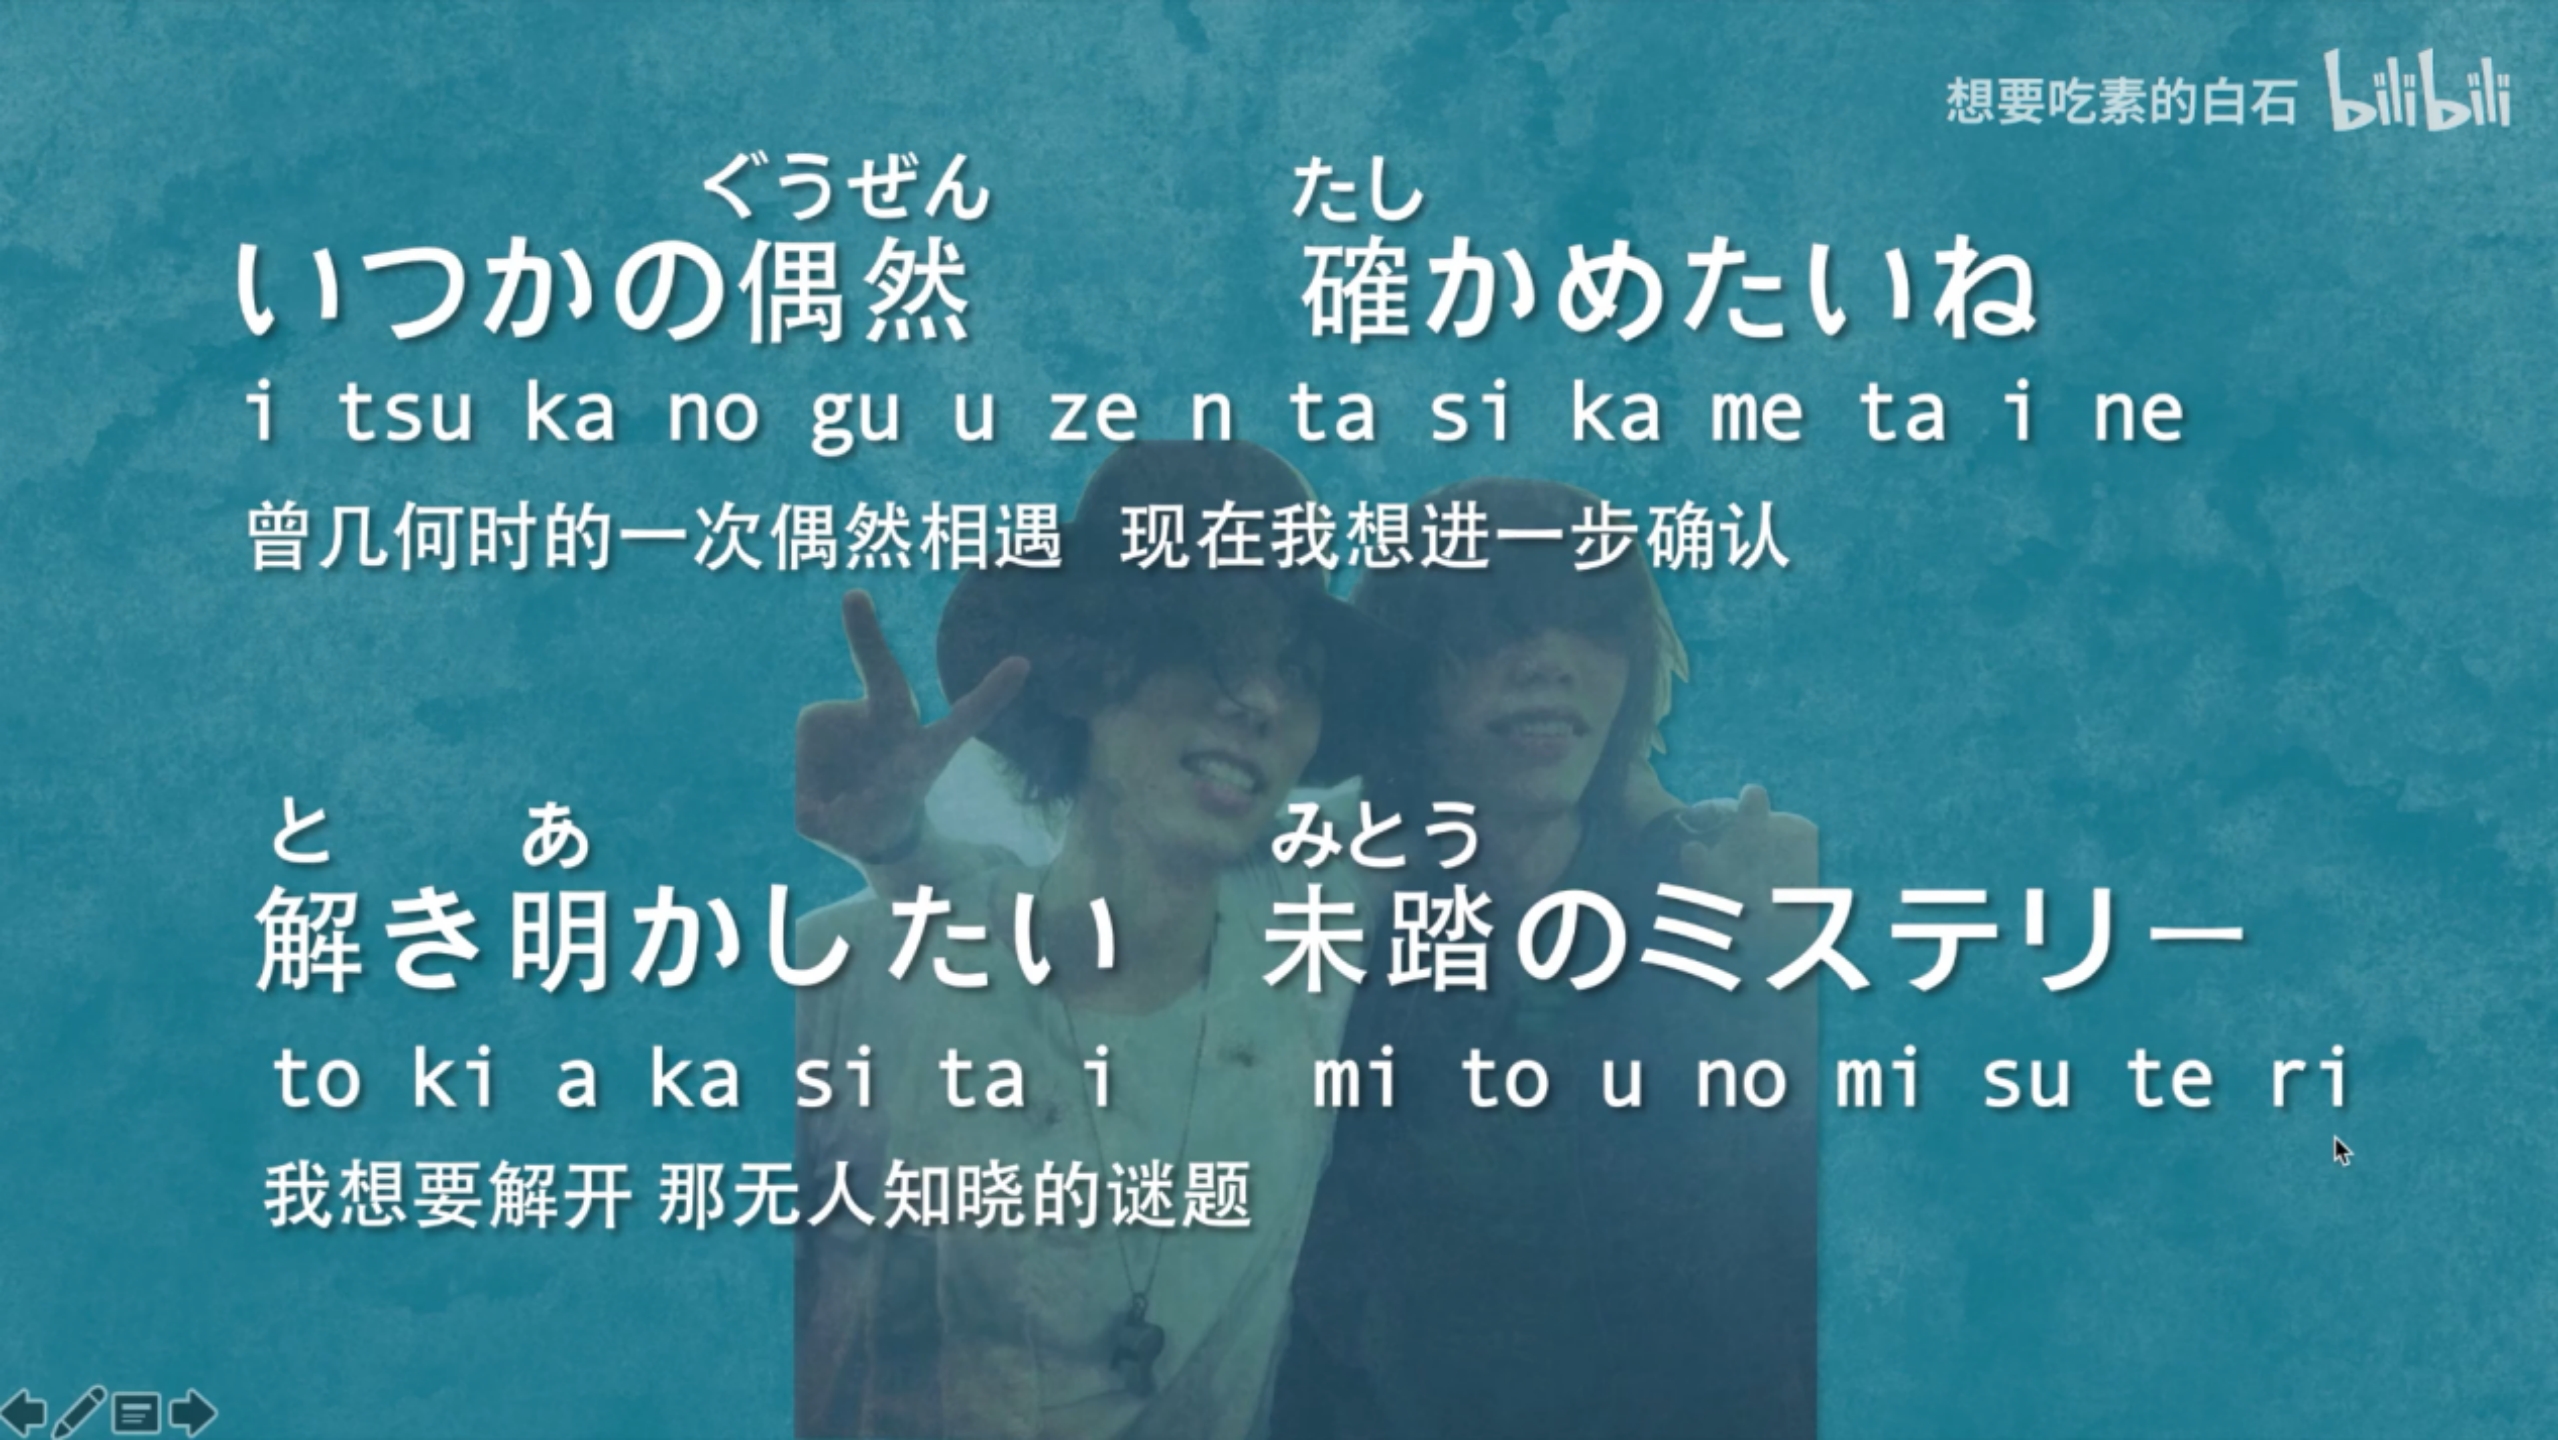 想要吃素的白石 bilibili
ぐうぜん たし
いつかの偶然 確かめたいね
i tsu ka no gu u ze n ta si ka me ta i ne
曾几何时的一次偶然相遇 现在我想进一步确认
と あ みとう
解き明かしたい 未踏のミステリー
to ki a ka si ta i mi to u no mi su te ri
我想要解开 那无人知晓的谜题